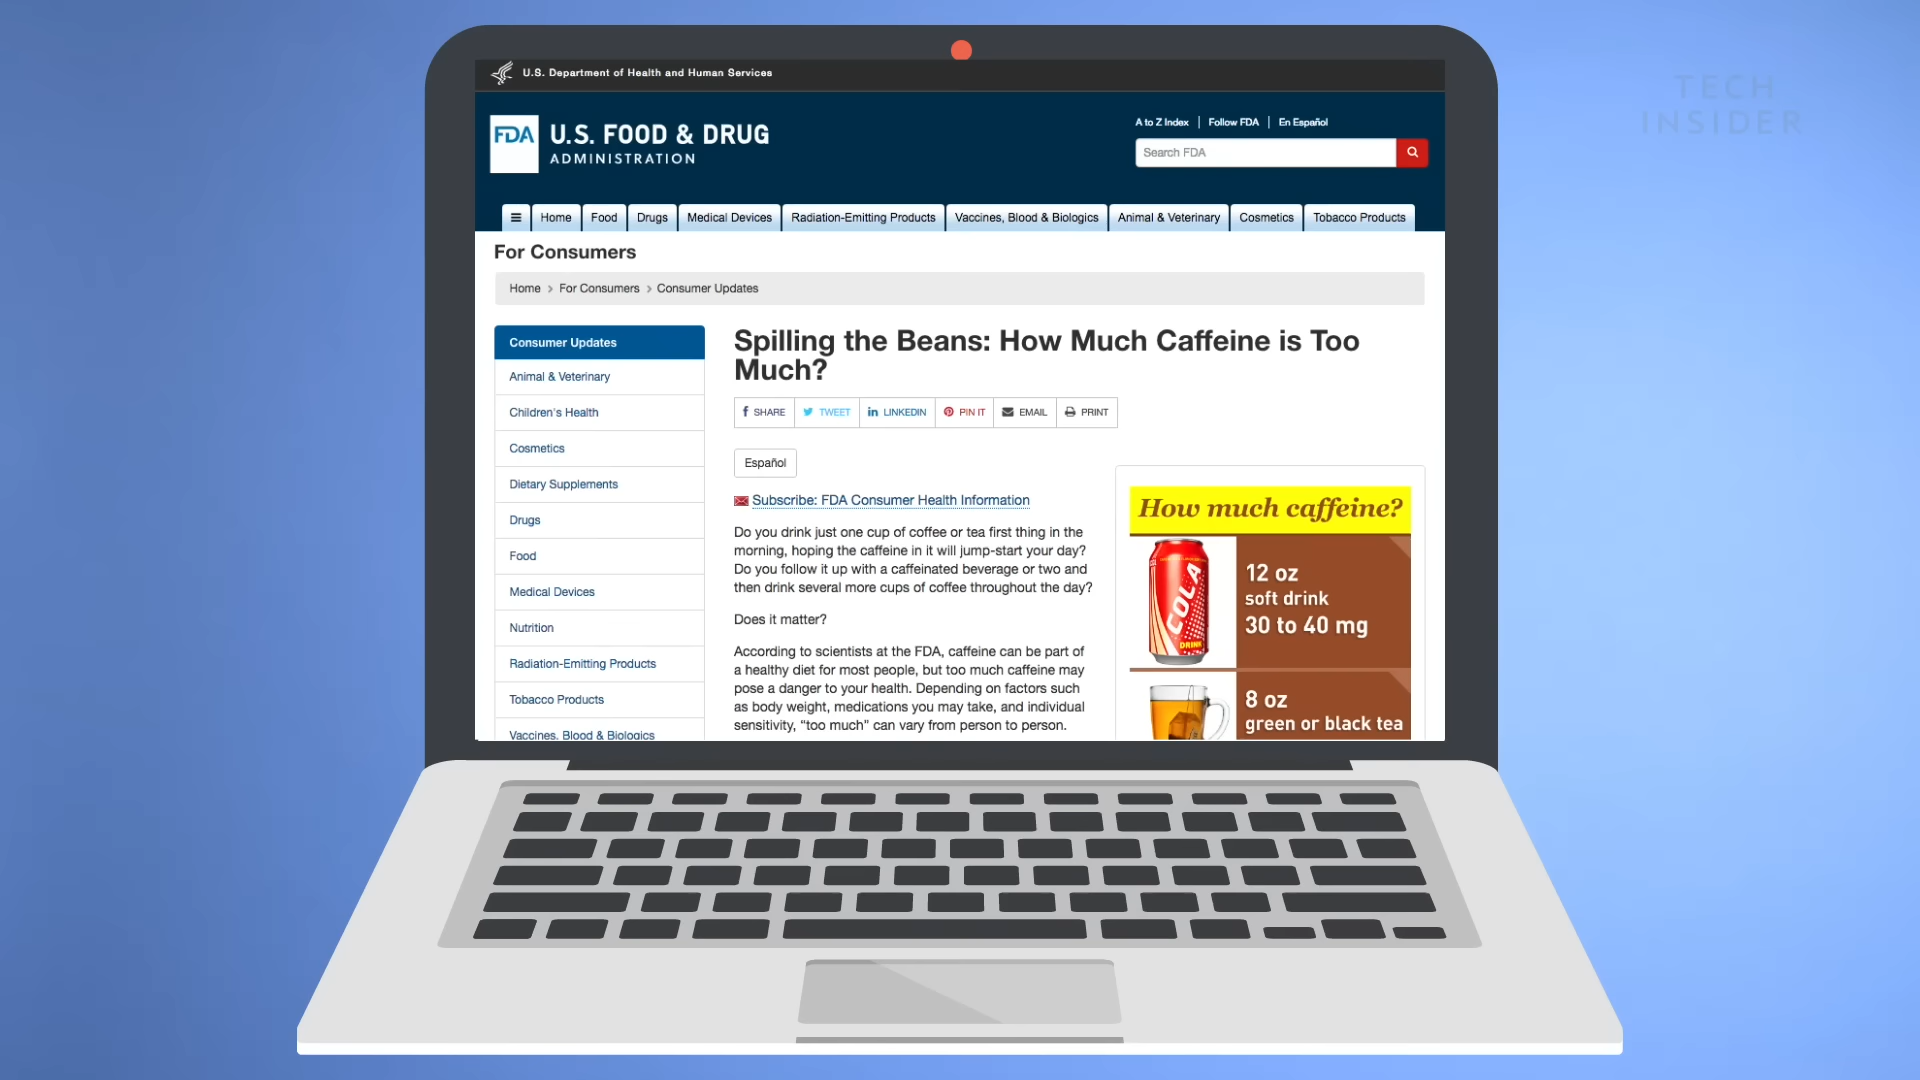 U.S. Department of Health and Human Services
TECH
INSIDER
FDA
U.S. FOOD & DRUG
ADMINISTRATION
A to Z Index | Follow FDA | En Español
Search FDA
Home Food Drugs Medical Devices Radiation-Emitting Products Vaccines, Blood & Biologics Animal & Veterinary Cosmetics Tobacco Products
For Consumers
Home > For Consumers > Consumer Updates
Consumer Updates
Animal & Veterinary
Children's Health
Cosmetics
Dietary Supplements
Drugs
Food
Medical Devices
Nutrition
Radiation-Emitting Products
Tobacco Products
Vaccines, Blood & Biologics
Spilling the Beans: How Much Caffeine is Too
Much?
SHARE TWEET LINKEDIN PIN IT EMAIL PRINT
Español
Subscribe: FDA Consumer Health Information
Do you drink just one cup of coffee or tea first thing in the
morning, hoping the caffeine in it will jump-start your day?
Do you follow it up with a caffeinated beverage or two and
then drink several more cups of coffee throughout the day?
Does it matter?
According to scientists at the FDA, caffeine can be part of
a healthy diet for most people, but too much caffeine may
pose a danger to your health. Depending on factors such
as body weight, medications you may take, and individual
sensitivity, “too much” can vary from person to person.
How much caffeine?
COLA
DRINK
12 oz
soft drink
30 to 40 mg
8 oz
green or black tea